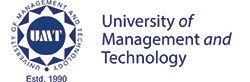 UNIVERSITY OF MANAGEMENT AND TECHNOLOGY
UMT
Estd. 1990
University of
Management and
Technology